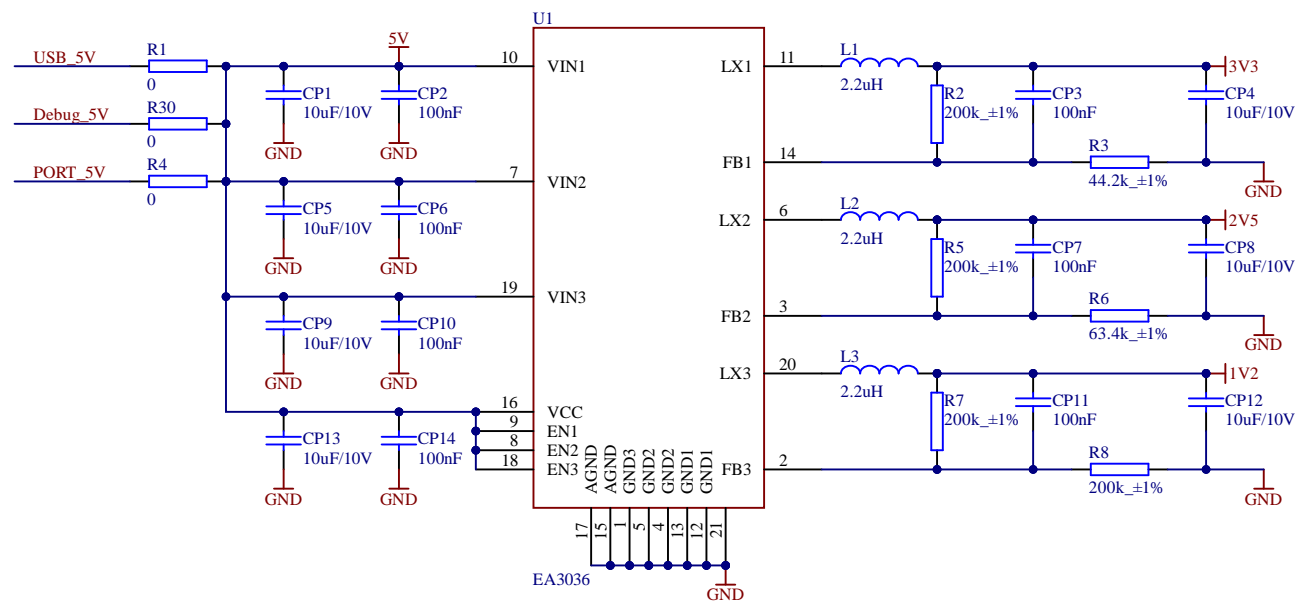 U1
USB_5V
R1
0
5V
10
VIN1
CP1
10uF/10V
CP2
100nF
GND
GND
Debug_5V
R30
0
PORT_5V
R4
0
7
VIN2
CP5
10uF/10V
CP6
100nF
GND
GND
19
VIN3
CP9
10uF/10V
CP10
100nF
GND
GND
16
VCC
9
EN1
8
EN2
18
EN3
CP13
10uF/10V
CP14
100nF
GND
GND
AGND
AGND
GND3
GND2
GND2
GND1
GND1
17
15
1
5
4
13
12
21
EA3036
GND
LX1
11
L1
2.2uH
3V3
R2
200k_±1%
CP3
100nF
CP4
10uF/10V
FB1
14
R3
44.2k_±1%
GND
LX2
6
L2
2.2uH
2V5
R5
200k_±1%
CP7
100nF
CP8
10uF/10V
FB2
3
R6
63.4k_±1%
GND
LX3
20
L3
2.2uH
1V2
R7
200k_±1%
CP11
100nF
CP12
10uF/10V
FB3
2
R8
200k_±1%
GND